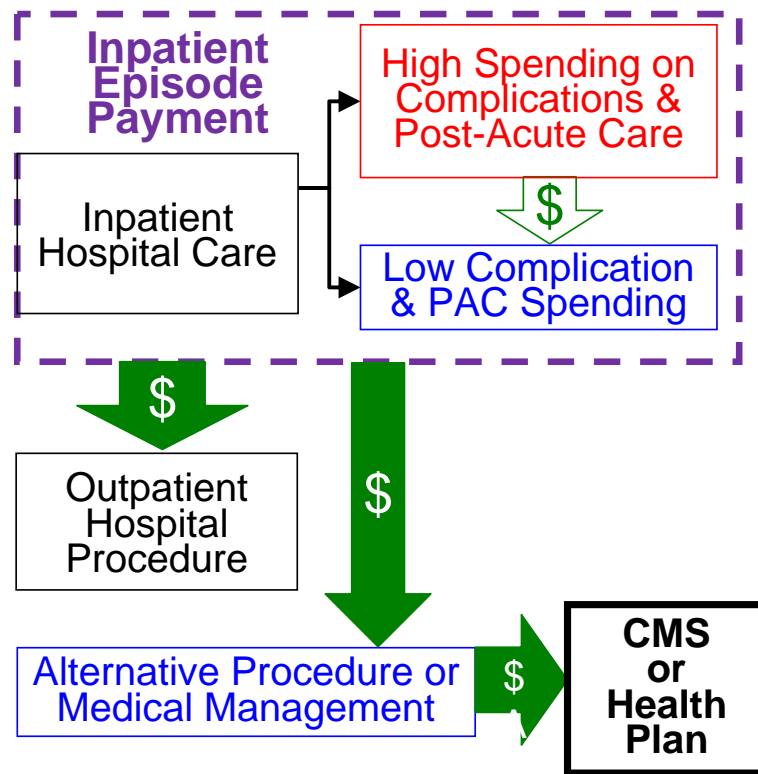 Inpatient
Episode
Payment
High Spending on
Complications &
Post-Acute Care
$
Inpatient
Hospital Care
Low Complication
& PAC Spending
$
$
Outpatient
Hospital
Procedure
Alternative Procedure or
Medical Management
$
CMS
or
Health
Plan